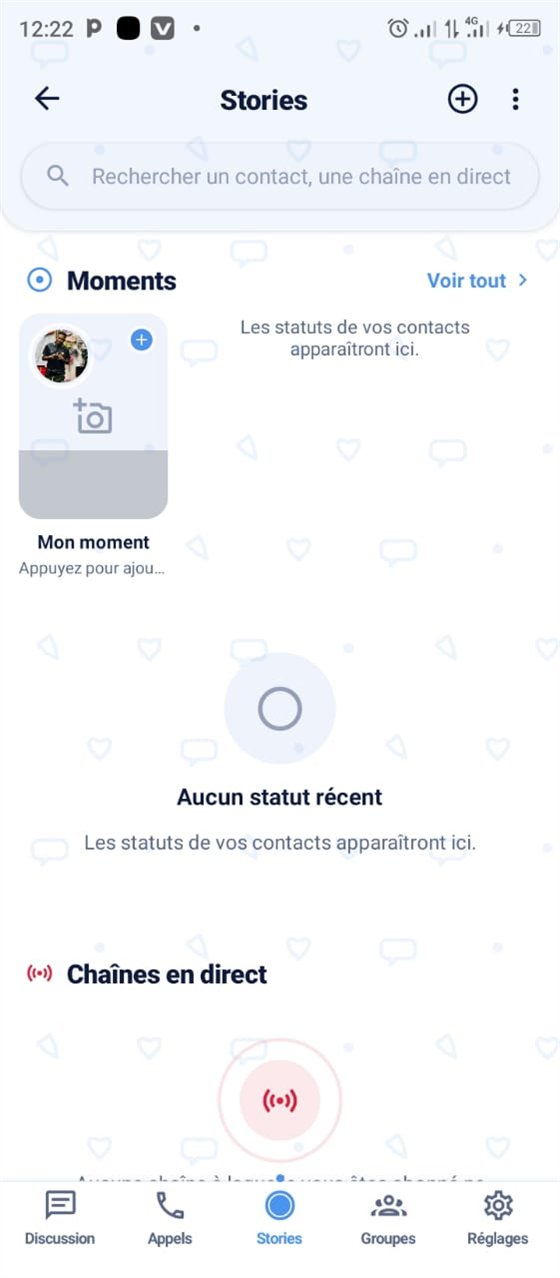 12:22
4G
22
Stories
Rechercher un contact, une chaîne en direct
Moments
Voir tout
Les statuts de vos contacts
apparaîtront ici.
Mon moment
Appuyez pour ajou...
Aucun statut récent
Les statuts de vos contacts apparaîtront ici.
Chaînes en direct
Discussion
Appels
Stories
Groupes
Réglages